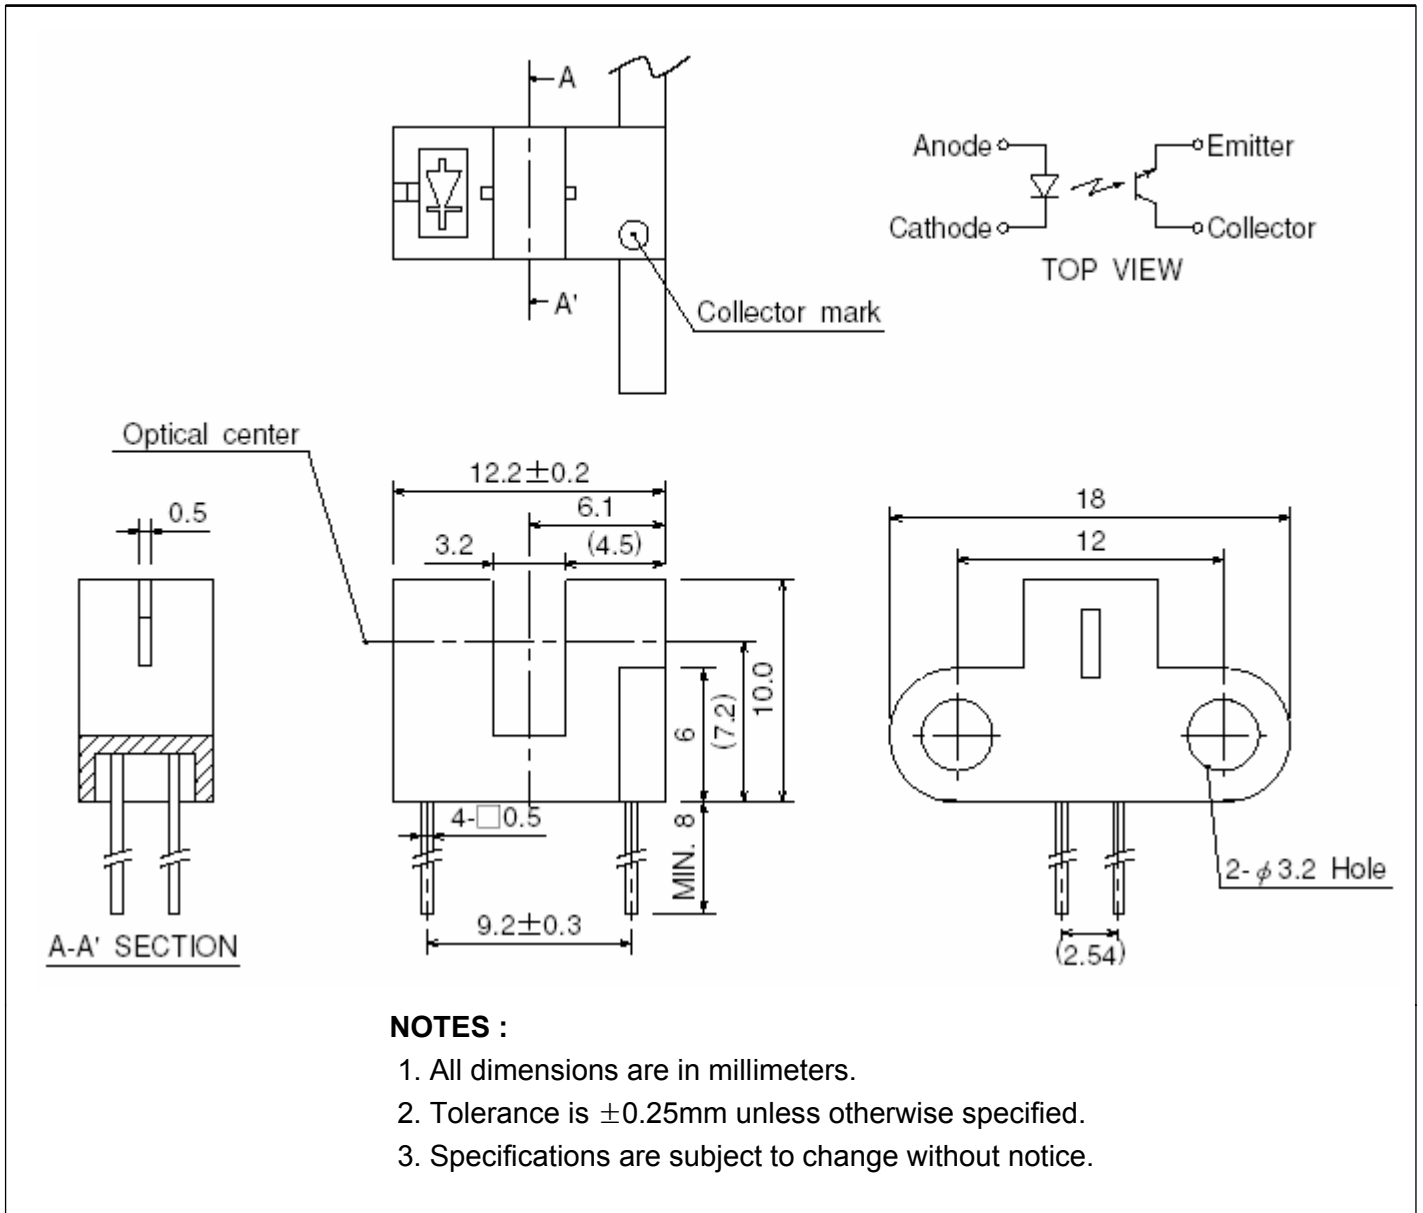 A
Anode
Emitter
Cathode
Collector
TOP VIEW
A'
Collector mark
Optical center
12.2±0.2
6.1
3.2
(4.5)
0.5
18
12
10.0
(7.2)
6
4-□0.5
MIN. 8
9.2±0.3
2-φ3.2 Hole
(2.54)
A-A' SECTION
NOTES :
1. All dimensions are in millimeters.
2. Tolerance is ±0.25mm unless otherwise specified.
3. Specifications are subject to change without notice.